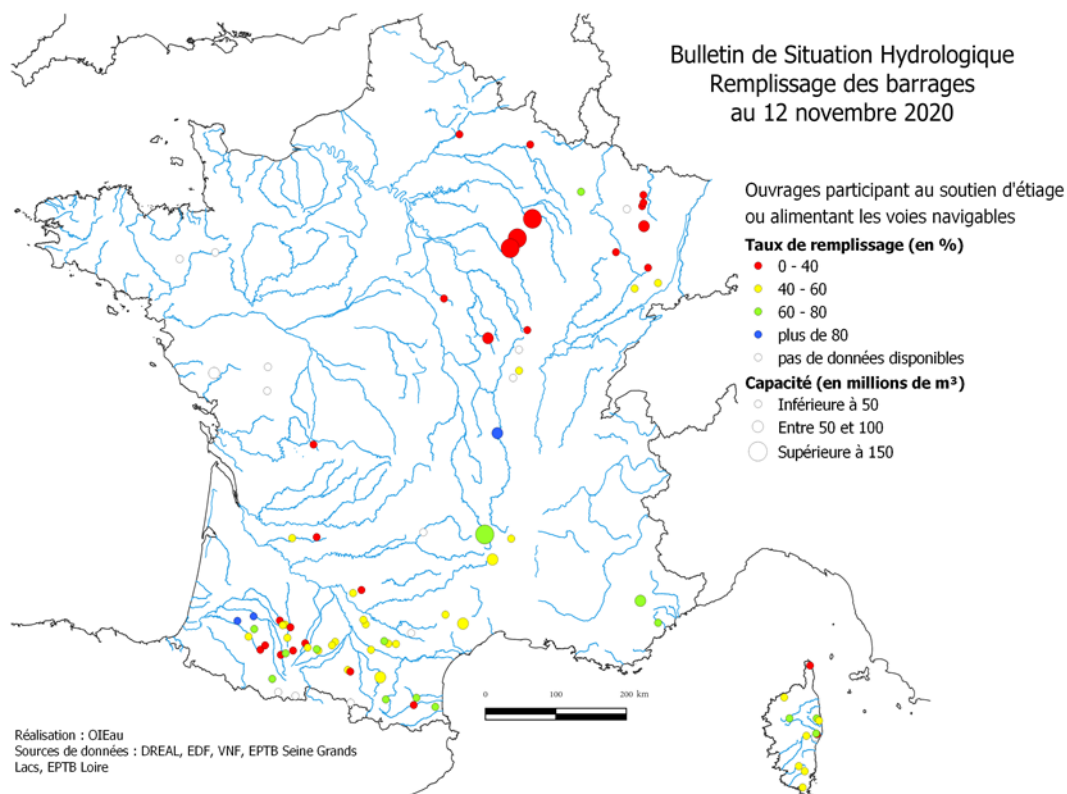 Bulletin de Situation Hydrologique
Remplissage des barrages
au 12 novembre 2020
Ouvrages participant au soutien d'étiage
ou alimentant les voies navigables
Taux de remplissage (en %)
0 - 40
40 - 60
60 - 80
plus de 80
pas de données disponibles
Capacité (en millions de m³)
Inférieure à 50
Entre 50 et 100
Supérieure à 150
0 100 200 km
Réalisation : OIEau
Sources de données : DREAL, EDF, VNF, EPTB Seine Grands
Lacs, EPTB Loire